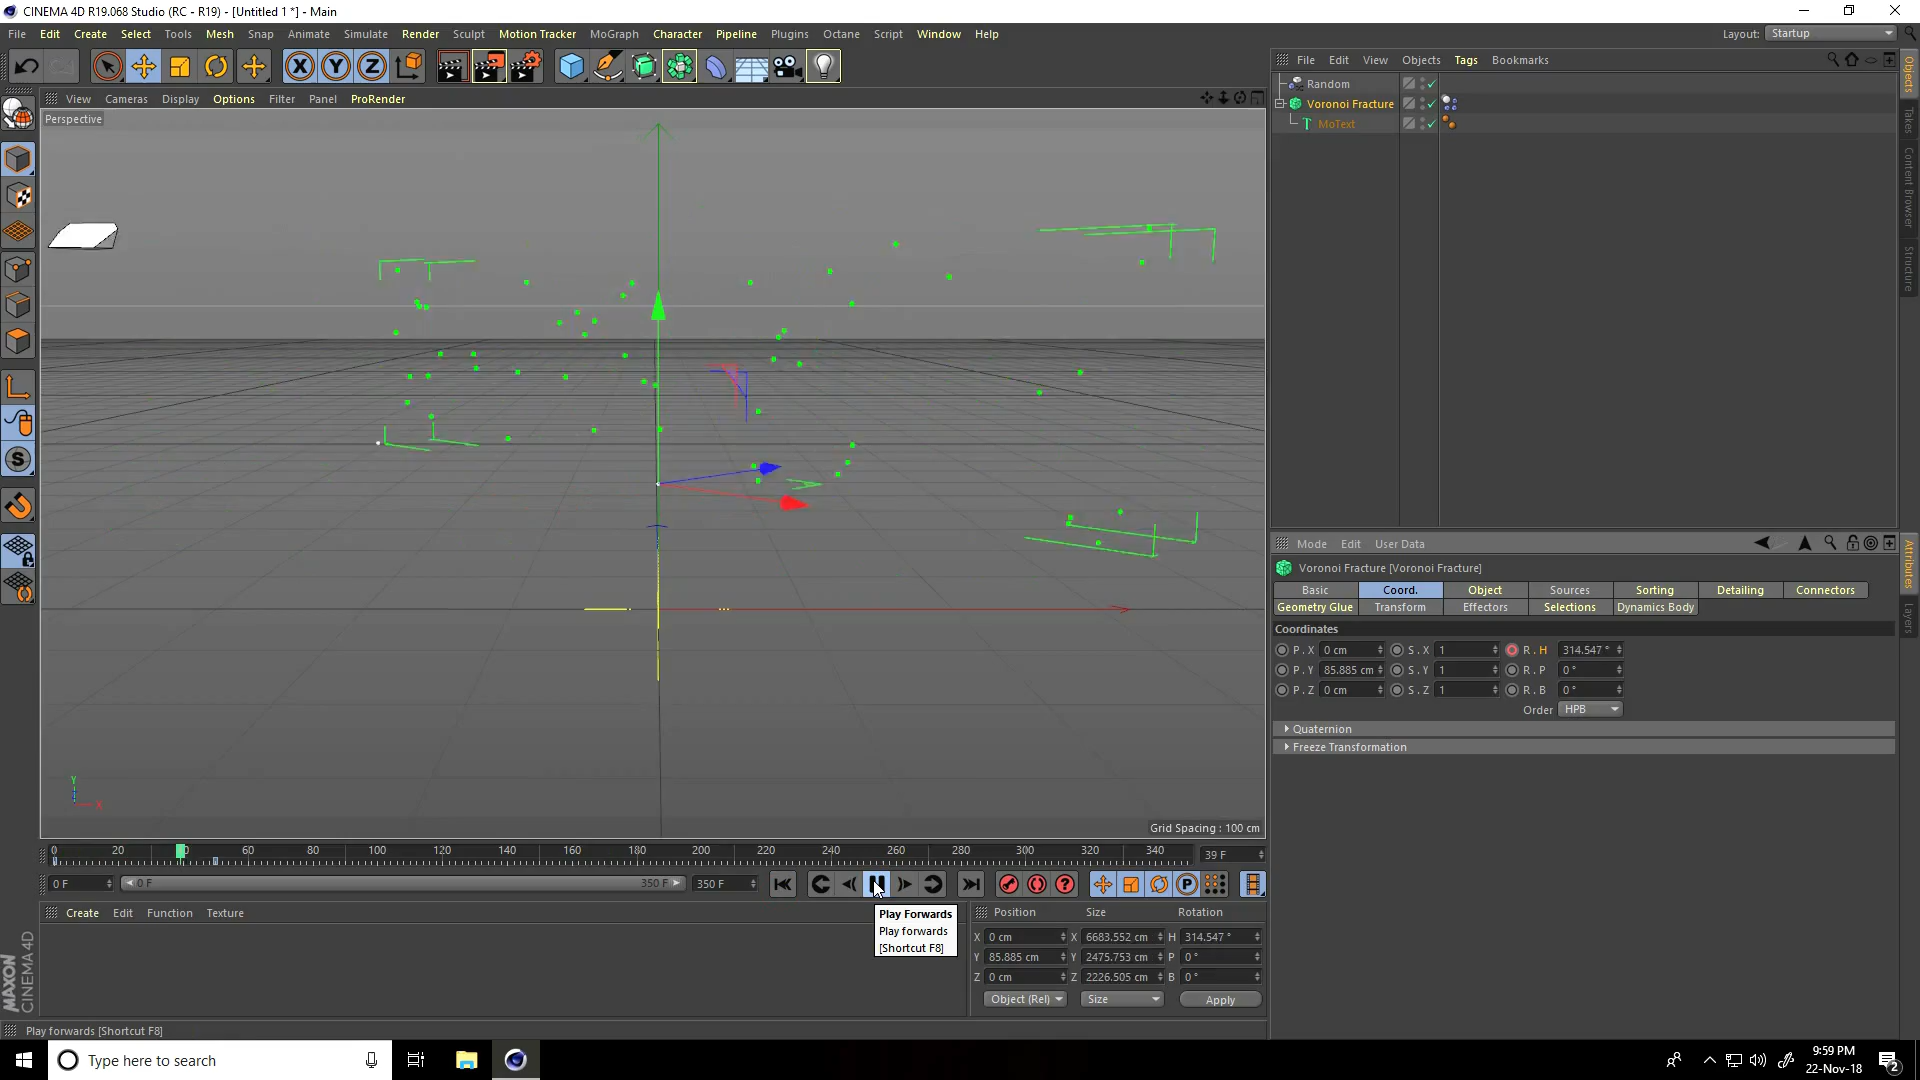 CINEMA 4D R19.068 Studio (RC - R19) - [Untitled 1 *] - Main
File Edit Create Select Tools Mesh Snap Animate Simulate Render Sculpt Motion Tracker MoGraph Character Pipeline Plugins Octane Script Window Help
Layout: Startup
X Y Z
File Edit View Objects Tags Bookmarks
View Cameras Display Options Filter Panel ProRender
Perspective
Random
Voronoi Fracture
MoText
Objects
Takes
Content Browser
Structure
Mode Edit User Data
Voronoi Fracture [Voronoi Fracture]
Basic Coord. Object Sources Sorting Detailing Connectors
Geometry Glue Transform Effectors Selections Dynamics Body
Coordinates
P . X 0 cm S . X 1 R . H 314.547 °
P . Y 85.885 cm S . Y 1 R . P 0 °
P . Z 0 cm S . Z 1 R . B 0 °
Order HPB
Quaternion
Freeze Transformation
Attributes
Layers
Y
X
Grid Spacing : 100 cm
0 20 60 80 100 120 140 160 180 200 220 240 260 280 300 320 340 39 F
0 F 0 F 350 F 350 F
Play Forwards
Play forwards
[Shortcut F8]
Create Edit Function Texture
Position Size Rotation
X 0 cm X 6683.552 cm H 314.547 °
Y 85.885 cm Y 2475.753 cm P 0 °
Z 0 cm Z 2226.505 cm B 0 °
Object (Rel) Size Apply
MAXON
CINEMA 4D
Play forwards [Shortcut F8]
Type here to search
9:59 PM
22-Nov-18
2